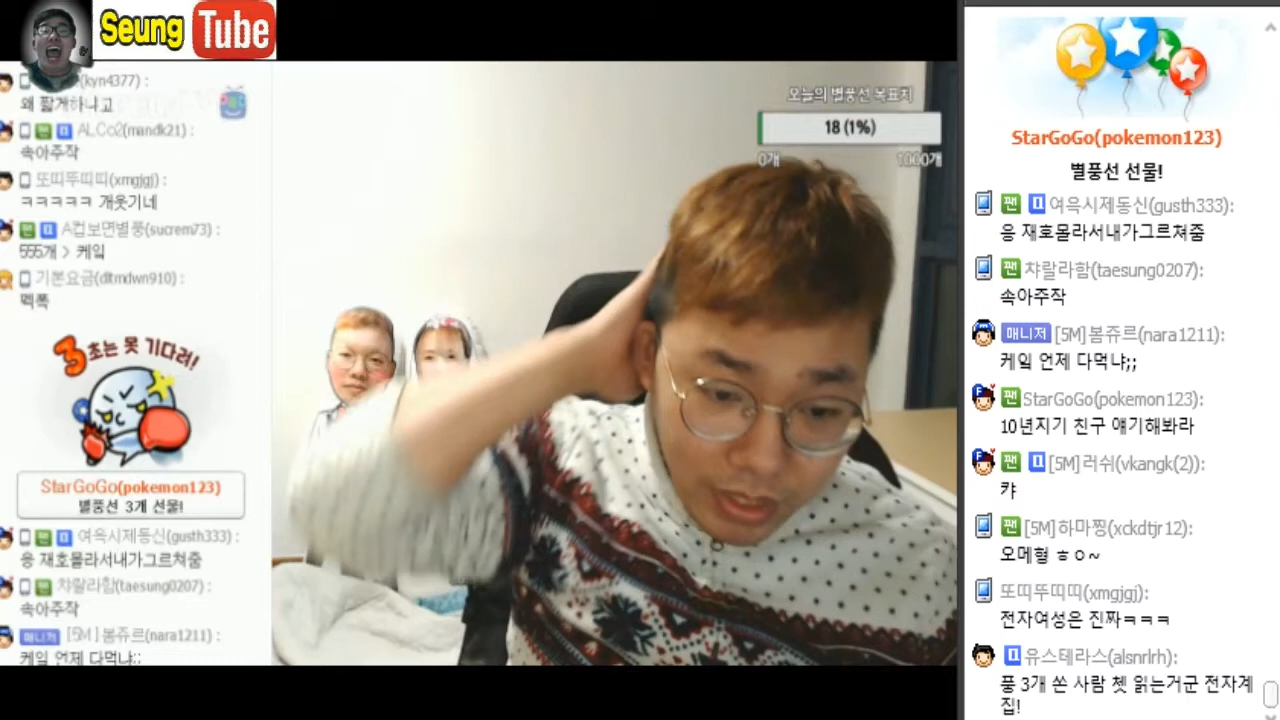 Seung Tube
(kyn4377) :
왜 짧게하냐고
ALCo2(mandk21) :
속아주작
또띠뚜띠띠(xmgjgj) :
ㅋㅋㅋㅋㅋ 개웃기네
A컵보면별풍(sucrem73) :
555개 > 케잌
기본요금(dltmdwn910) :
3초는 못 기다려!
StarGoGo(pokemon123)
별풍선 3개 선물!
여윽시제동신(gusth333) :
응 재호몰라서내가그르쳐줌
챠랄라함(taesung0207) :
속아주작
매니저 [5M]봄쥬르(nara1211) :
케잌 언제 다먹냐;;
오늘의 별풍선 목표치
18 (1%)
0개 1000개
StarGoGo(pokemon123)
별풍선 선물!
팬 여윽시제동신(gusth333):
응 재호몰라서내가그르쳐줌
팬 챠랄라함(taesung0207):
속아주작
매니저 [5M]봄쥬르(nara1211):
케잌 언제 다먹냐;;
팬 StarGoGo(pokemon123):
10년지기 친구 얘기해봐라
팬 [5M]러쉬(vkangk(2)):
캬
팬 [5M]하마찡(xckdtjr12):
오메형 ㅎㅇ~
또띠뚜띠띠(xmgjgj):
전자여성은 진짜ㅋㅋㅋ
유스테라스(alsnrlrh):
풍 3개 쏜 사람 쳇 읽는거군 전자계
집!